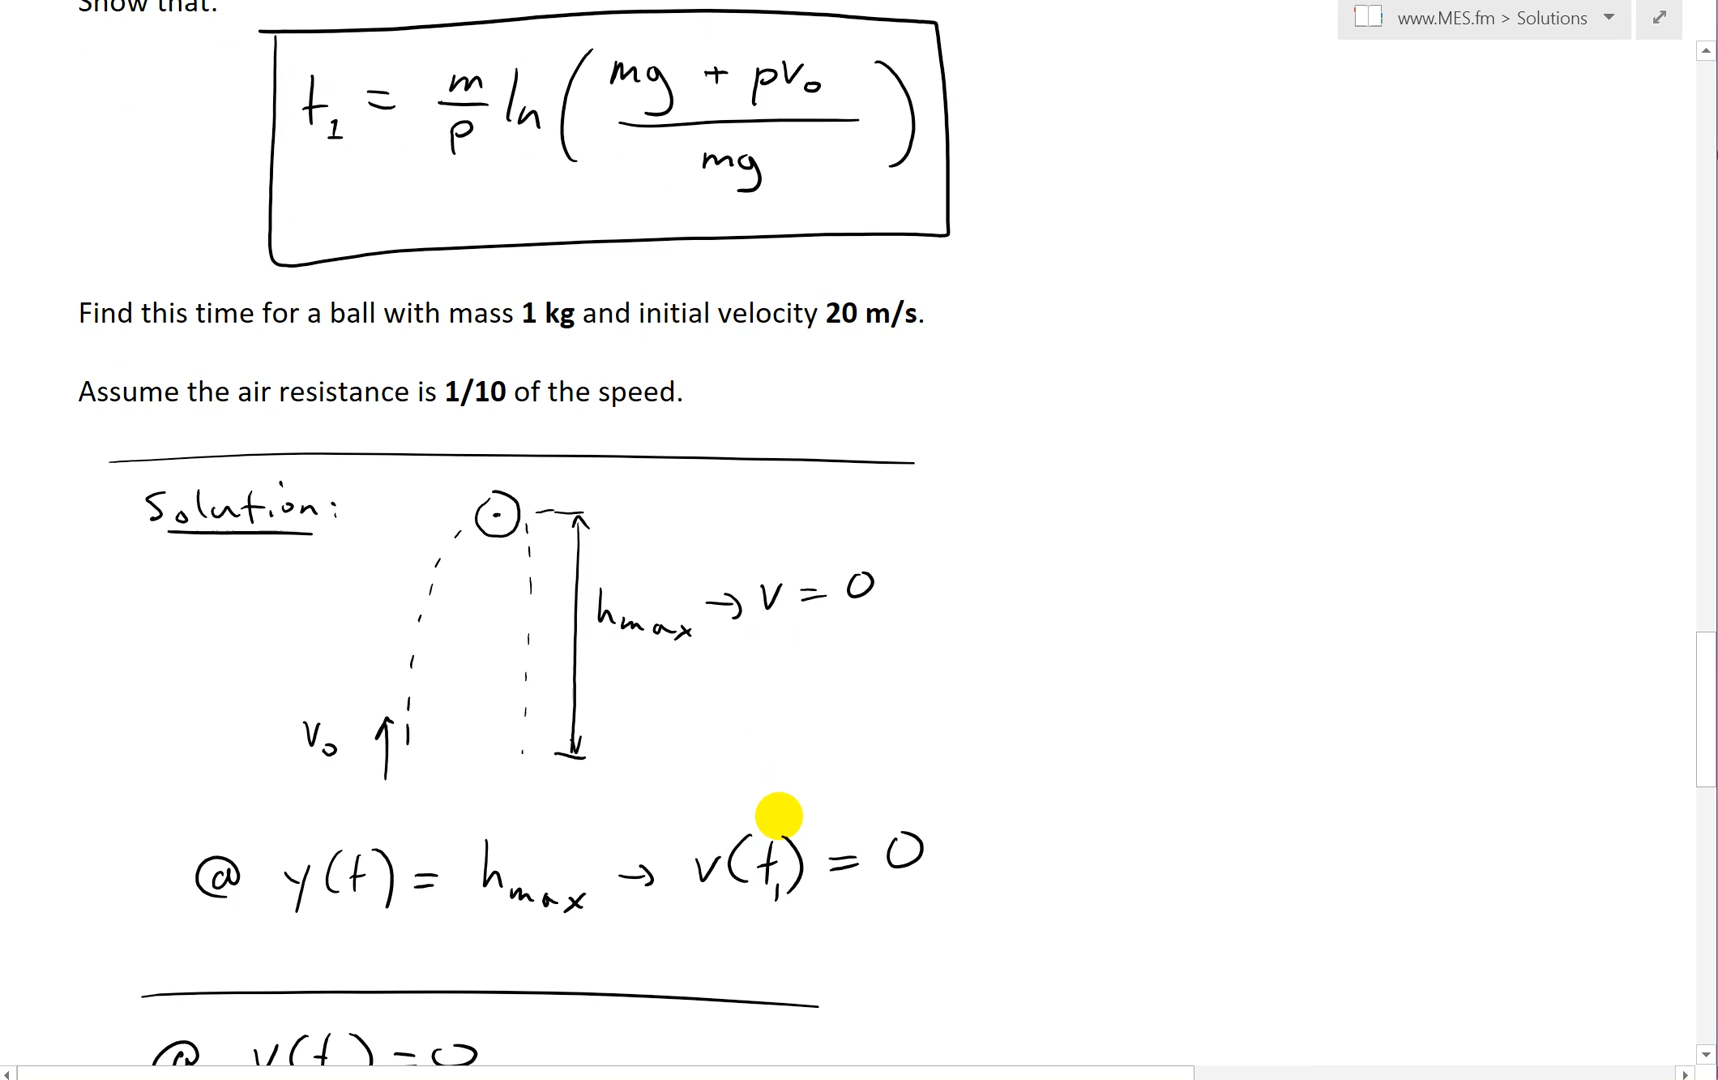 Show that:
www.MES.fm > Solutions
t₁ = m/p ln( (mg + pv₀) / mg )
Find this time for a ball with mass 1 kg and initial velocity 20 m/s.
Assume the air resistance is 1/10 of the speed.
Solution:
hmax → v = 0
v₀
@ y(t) = hmax → v(t₁) = 0
@ v(t) = 0